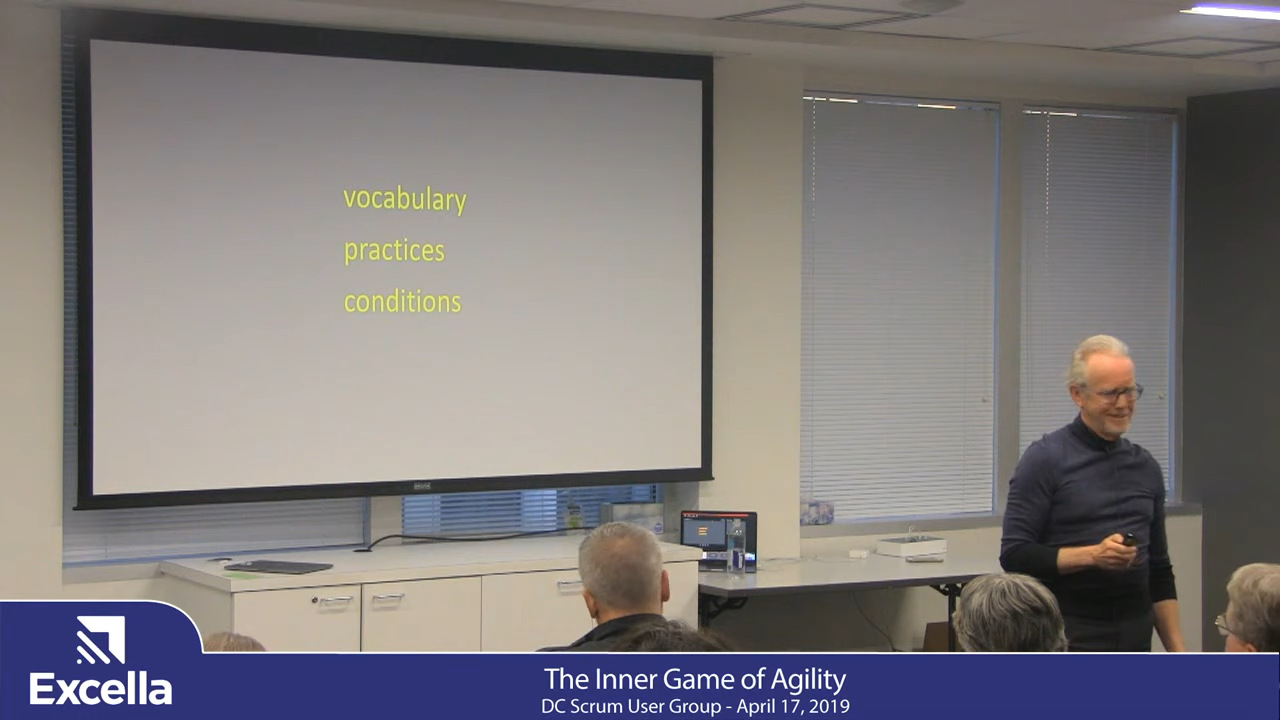 vocabulary
practices
conditions
Excella
The Inner Game of Agility
DC Scrum User Group - April 17, 2019